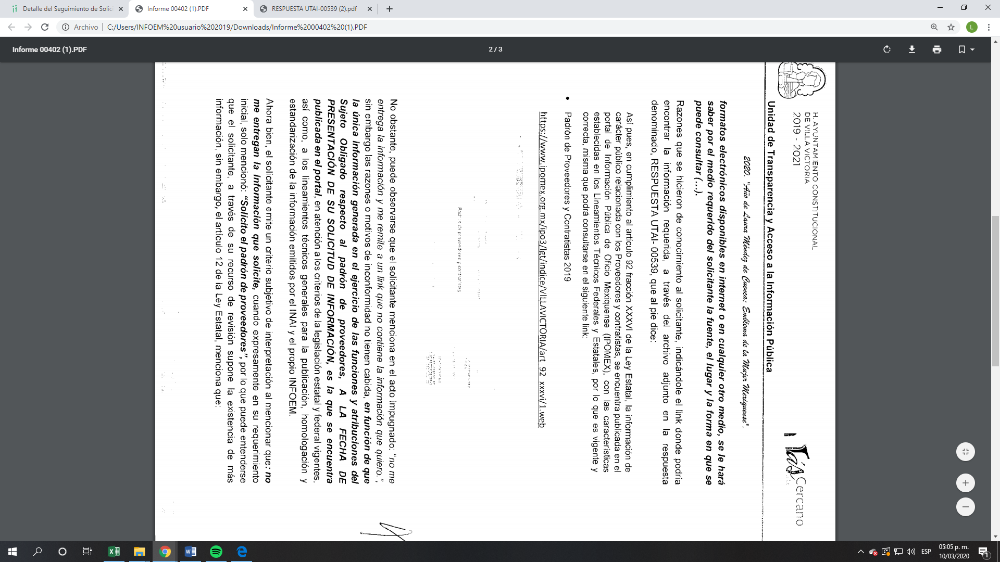 Detalle del Seguimiento de Solici
Informe 00402 (1).PDF
RESPUESTA UTAI-00539 (2).pdf
Archivo
C:/Users/INFOEM%20usuario%202019/Downloads/Informe%2000402%20(1).PDF
L
Informe 00402 (1).PDF
2 / 3
H. AYUNTAMIENTO CONSTITUCIONAL
DE VILLA VICTORIA
2019 - 2021
Más Cercano
Unidad de Transparencia y Acceso a la Información Pública
2020. "Año de Laura Méndez de Cuenca; Emblema de la Mujer Mexiquense".
formatos electrónicos disponibles en internet o en cualquier otro medio, se le hará
saber por el medio requerido del solicitante la fuente, el lugar y la forma en que se
puede consultar (...).
Razones que se hicieron de conocimiento al solicitante, indicándole el link donde podría
encontrar la información requerida, a través del archivo adjunto en la respuesta
denominado, RESPUESTA UTAI- 00539, que al pie dice:
Así pues, en cumplimiento al artículo 92 fracción XXXVI de la Ley Estatal, la información de
carácter público relacionada con los Proveedores y contratistas, se encuentra publicada en el
portal de Información Pública de Oficio Mexiquense (IPOMEX), con las características
establecidas en los Lineamientos Técnicos Federales y Estatales, por lo que es vigente y
correcta, misma que podrá consultarse en el siguiente link:
• Padrón de Proveedores y Contratistas 2019
https://www.ipomex.org.mx/ipo3/lgt/indice/VILLAVICTORIA/art_92_xxxvi/1.web
Padrón de proveedores y contratistas
No obstante, puede observarse que el solicitante menciona en el acto impugnado: "no me
entrega la información y me remite a un link que no contiene la información que quiero.",
sin embargo las razones o motivos de inconformidad no tienen cabida, en función de que
la única información generada en el ejercicio de las funciones y atribuciones del
Sujeto Obligado respecto al padrón de proveedores, A LA FECHA DE
PRESENTACIÓN DE SU SOLICITUD DE INFORMACIÓN, es la que se encuentra
publicada en el portal, en atención a los criterios de la legislación estatal y federal vigentes,
así como, a los lineamientos técnicos generales para la publicación, homologación y
estandarización de la información emitidos por el INAI y el propio INFOEM.
Ahora bien, el solicitante emite un criterio subjetivo de interpretación al mencionar que: no
me entregan la información que solicite, cuando expresamente en su requerimiento
inicial, solo mencionó: "Solicito el padrón de proveedores", por lo que puede entenderse
que el solicitante, a través de su recurso de revisión supone la existencia de más
información, sin embargo, el artículo 12 de la Ley Estatal, menciona que:
ESP
05:05 p. m.
10/03/2020
1